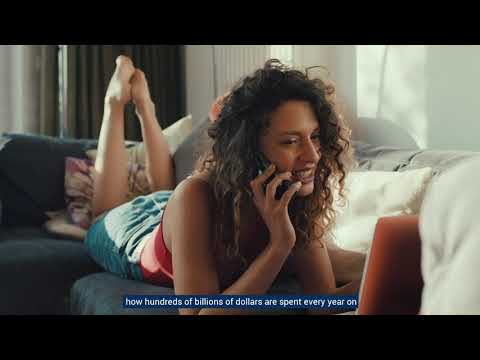 how hundreds of billions of dollars are spent every year on